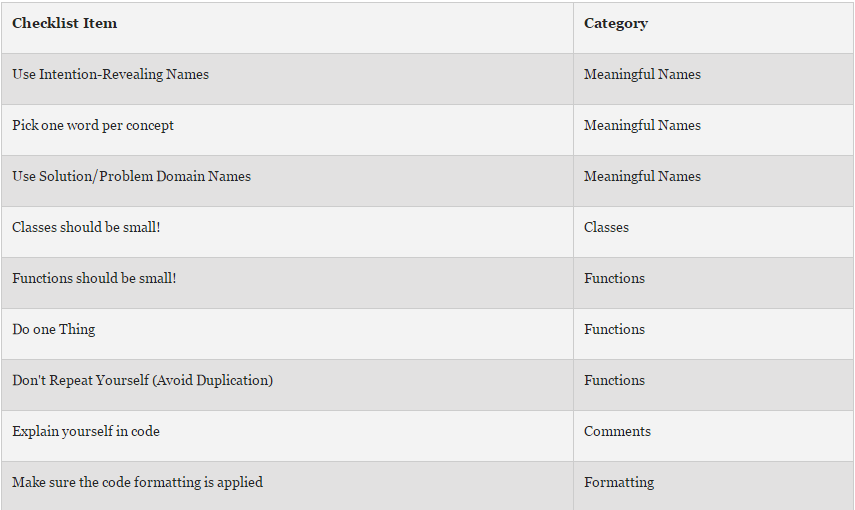 Checklist Item Category
Use Intention-Revealing Names Meaningful Names
Pick one word per concept Meaningful Names
Use Solution/Problem Domain Names Meaningful Names
Classes should be small! Classes
Functions should be small! Functions
Do one Thing Functions
Don't Repeat Yourself (Avoid Duplication) Functions
Explain yourself in code Comments
Make sure the code formatting is applied Formatting